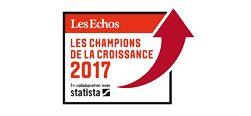 Les Echos
LES CHAMPIONS
DE LA CROISSANCE
2017
En collaboration avec
statista